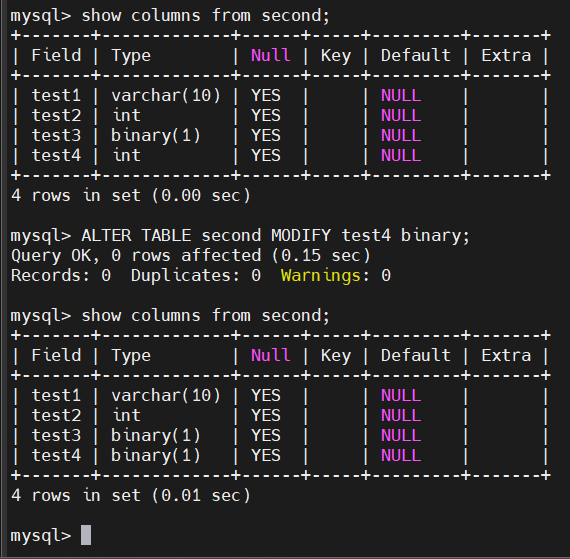 mysql> show columns from second;
+-------+-------------+------+-----+---------+-------+
| Field | Type        | Null | Key | Default | Extra |
+-------+-------------+------+-----+---------+-------+
| test1 | varchar(10) | YES  |     | NULL    |       |
| test2 | int         | YES  |     | NULL    |       |
| test3 | binary(1)   | YES  |     | NULL    |       |
| test4 | int         | YES  |     | NULL    |       |
+-------+-------------+------+-----+---------+-------+
4 rows in set (0.00 sec)

mysql> ALTER TABLE second MODIFY test4 binary;
Query OK, 0 rows affected (0.15 sec)
Records: 0  Duplicates: 0  Warnings: 0

mysql> show columns from second;
+-------+-------------+------+-----+---------+-------+
| Field | Type        | Null | Key | Default | Extra |
+-------+-------------+------+-----+---------+-------+
| test1 | varchar(10) | YES  |     | NULL    |       |
| test2 | int         | YES  |     | NULL    |       |
| test3 | binary(1)   | YES  |     | NULL    |       |
| test4 | binary(1)   | YES  |     | NULL    |       |
+-------+-------------+------+-----+---------+-------+
4 rows in set (0.01 sec)

mysql>